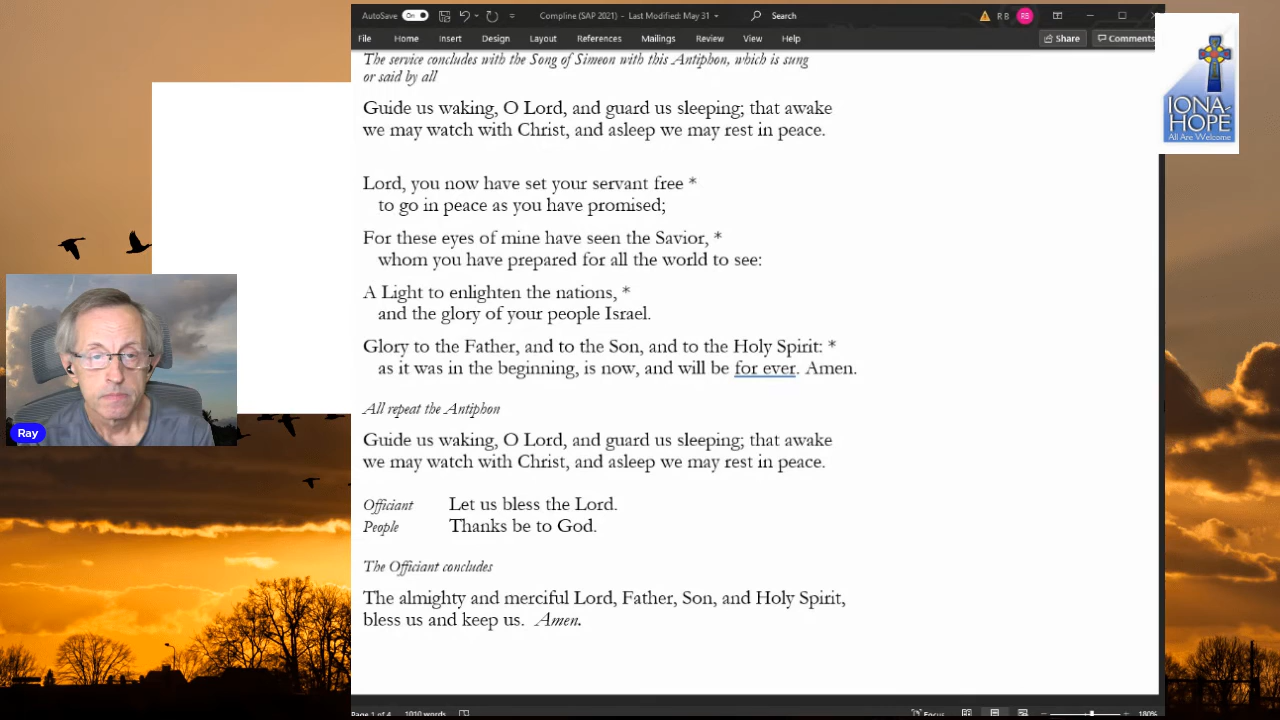 AutoSave On Compline (SAP 2021) – Last Modified: May 31 Search R B RB
File Home Insert Design Layout References Mailings Review View Help Share Comments
The service concludes with the Song of Simeon with this Antiphon, which is sung
or said by all
Guide us waking, O Lord, and guard us sleeping; that awake
we may watch with Christ, and asleep we may rest in peace.
Lord, you now have set your servant free *
to go in peace as you have promised;
For these eyes of mine have seen the Savior, *
whom you have prepared for all the world to see:
A Light to enlighten the nations, *
and the glory of your people Israel.
Glory to the Father, and to the Son, and to the Holy Spirit: *
as it was in the beginning, is now, and will be for ever. Amen.
All repeat the Antiphon
Guide us waking, O Lord, and guard us sleeping; that awake
we may watch with Christ, and asleep we may rest in peace.
Officiant Let us bless the Lord.
People Thanks be to God.
The Officiant concludes
The almighty and merciful Lord, Father, Son, and Holy Spirit,
bless us and keep us. Amen.
Page 1 of 4 1010 words Focus 180%
Ray
IONA-
HOPE
All Are Welcome